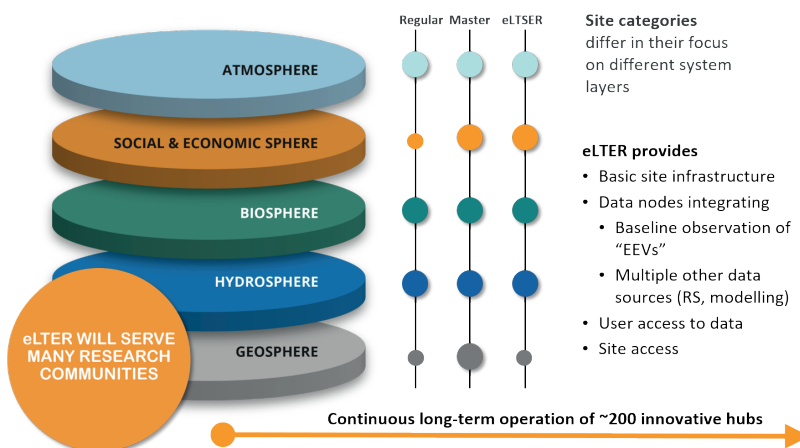 Regular Master eLTSER
Site categories
differ in their focus
on different system
layers
ATMOSPHERE
SOCIAL & ECONOMIC SPHERE
BIOSPHERE
HYDROSPHERE
GEOSPHERE
eLTER provides
• Basic site infrastructure
• Data nodes integrating
• Baseline observation of
“EEVs”
• Multiple other data
sources (RS, modelling)
• User access to data
• Site access
eLTER WILL SERVE
MANY RESEARCH
COMMUNITIES
Continuous long-term operation of ~200 innovative hubs